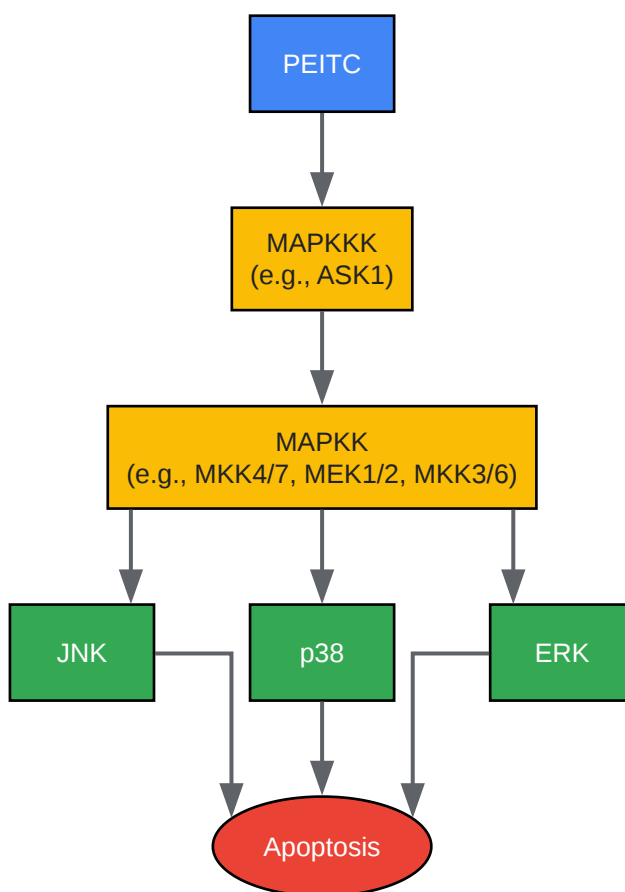 PEITC
MAPKKK
(e.g., ASK1)
MAPKK
(e.g., MKK4/7, MEK1/2, MKK3/6)
JNK
p38
ERK
Apoptosis